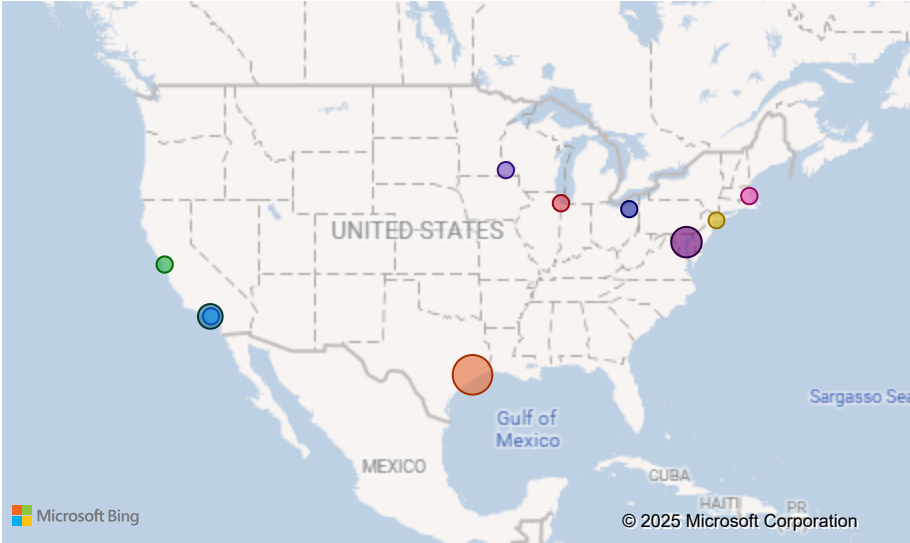 UNITED STATES
Sargasso Sea
Gulf of
Mexico
MEXICO
CUBA
HAITI
PR
Microsoft Bing
© 2025 Microsoft Corporation